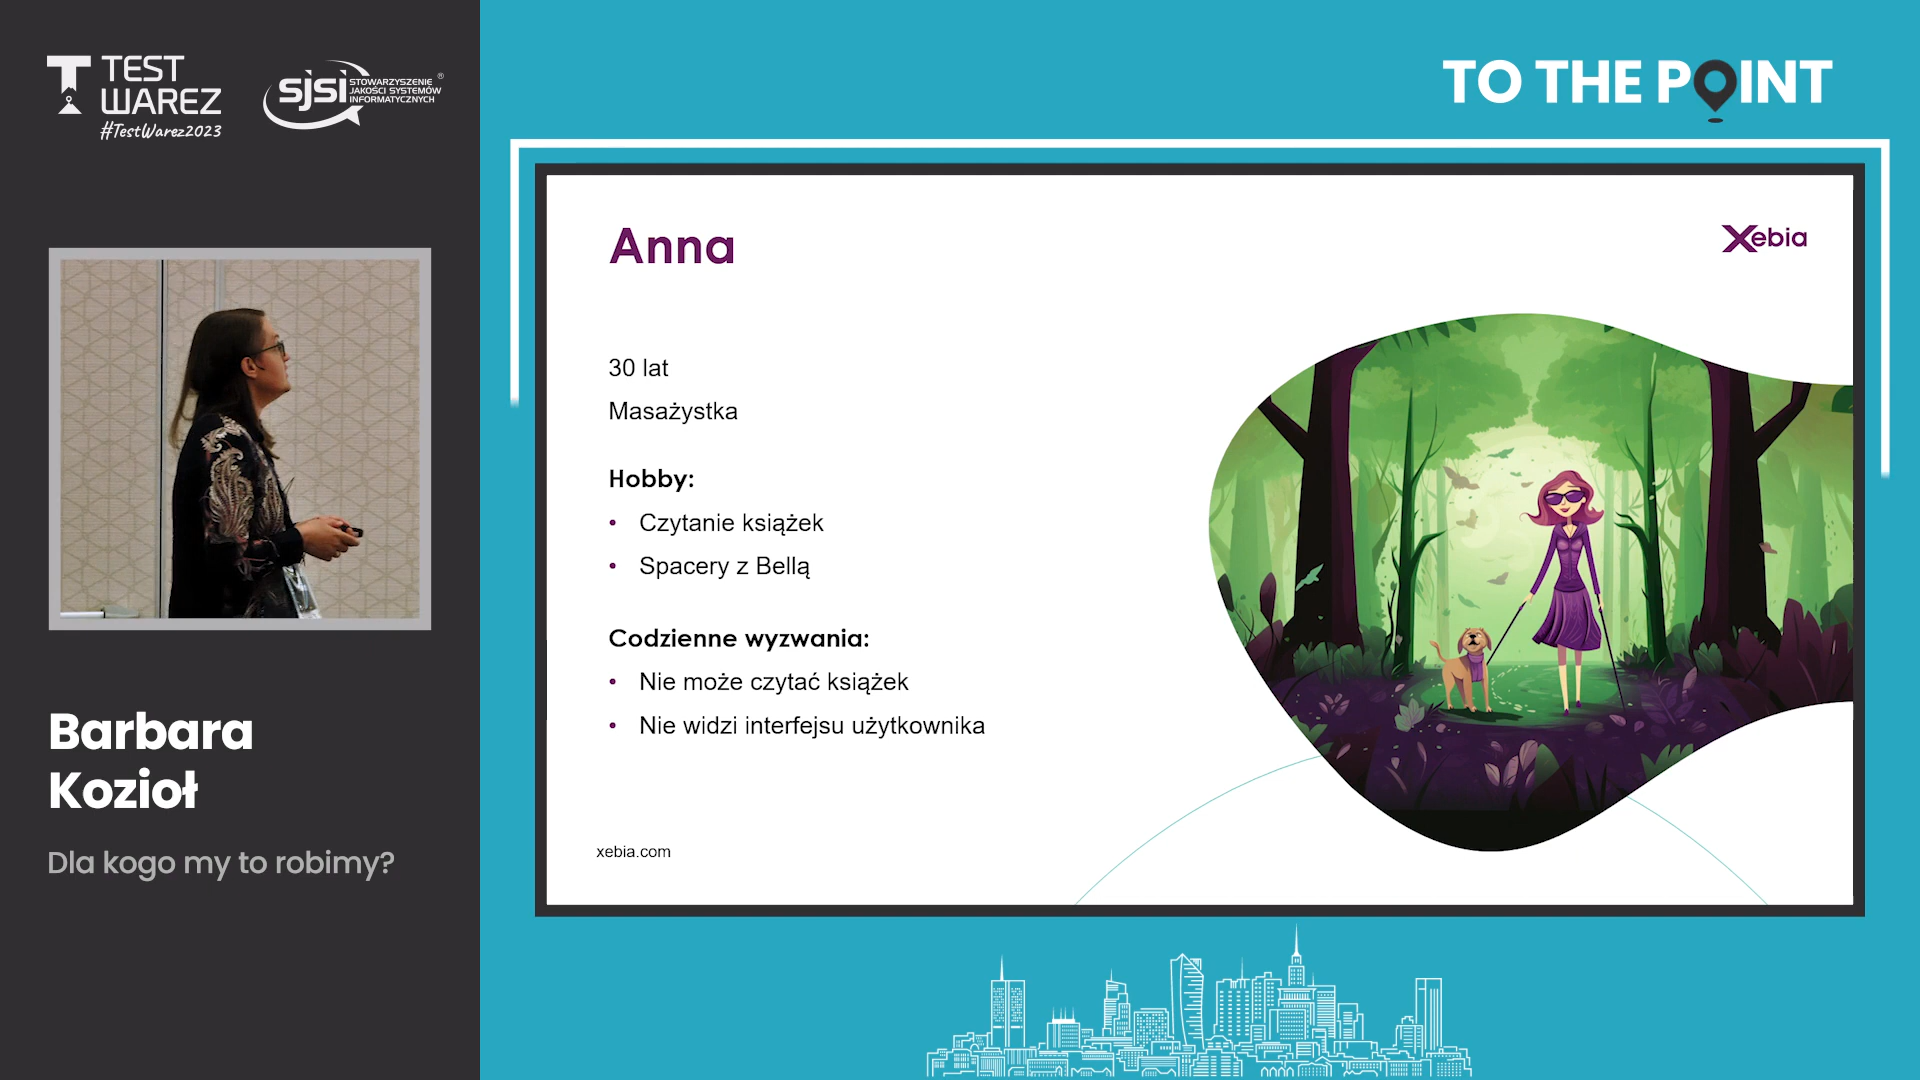 TEST
WAREZ
#TestWarez2023
sjsi
STOWARZYSZENIE
JAKOŚCI SYSTEMÓW
INFORMATYCZNYCH
®
TO THE POINT
Anna
Xebia
30 lat
Masażystka
Hobby:
• Czytanie książek
• Spacery z Bellą
Codzienne wyzwania:
• Nie może czytać książek
• Nie widzi interfejsu użytkownika
xebia.com
Barbara
Kozioł
Dla kogo my to robimy?